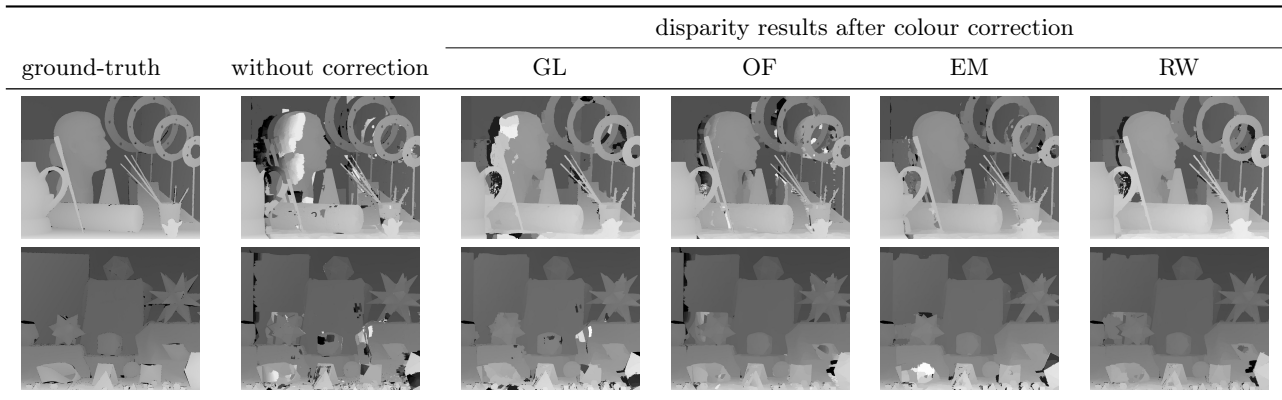 disparity results after colour correction
ground-truth without correction GL OF EM RW